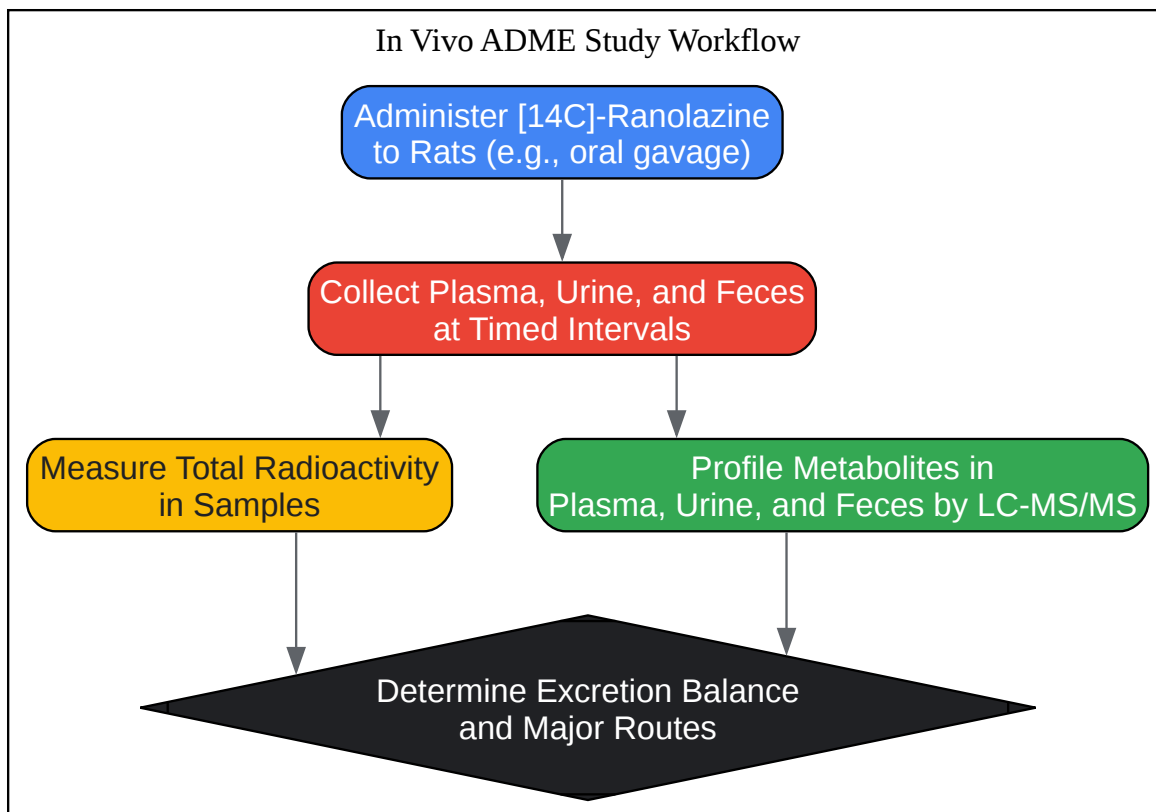 In Vivo ADME Study Workflow
Administer [14C]-Ranolazine
to Rats (e.g., oral gavage)
Collect Plasma, Urine, and Feces
at Timed Intervals
Measure Total Radioactivity
in Samples
Profile Metabolites in
Plasma, Urine, and Feces by LC-MS/MS
Determine Excretion Balance
and Major Routes